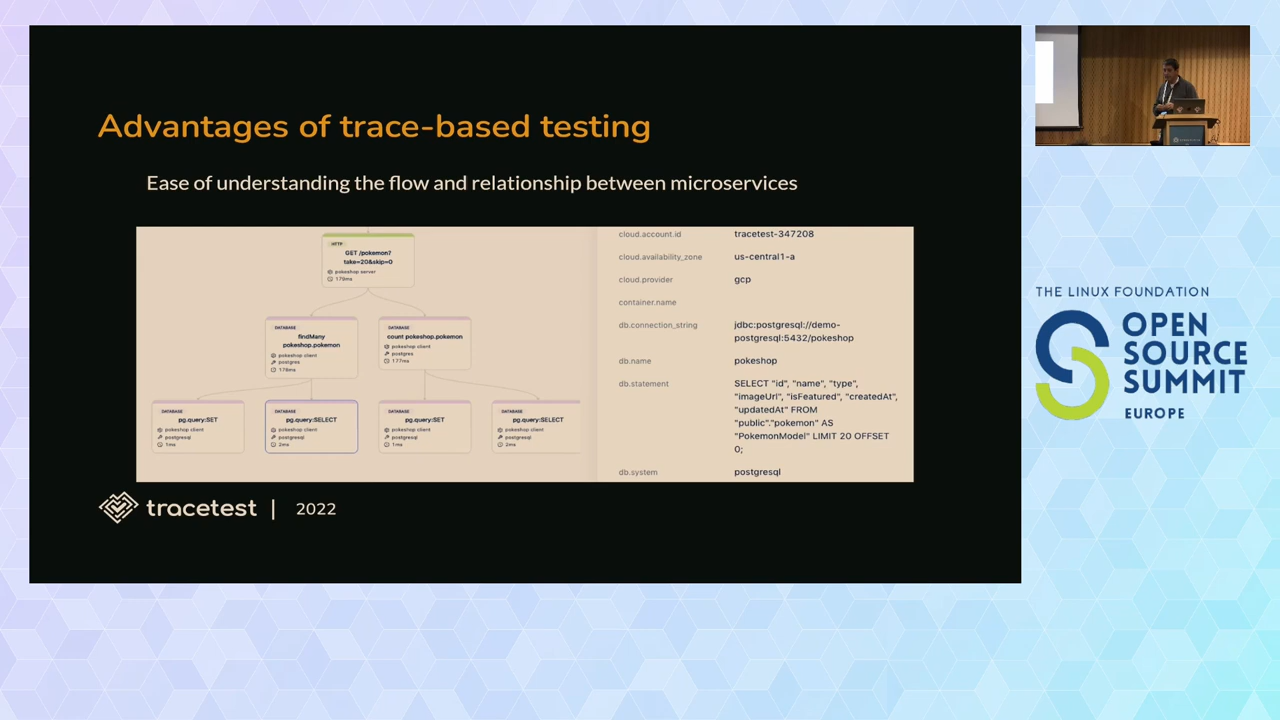 Advantages of trace-based testing
Ease of understanding the flow and relationship between microservices
HTTP
GET /pokemon?
take=20&skip=0
pokeshop server
179ms
DATABASE
findMany
pokeshop.pokemon
pokeshop client
postgres
178ms
DATABASE
count pokeshop.pokemon
pokeshop client
postgres
177ms
DATABASE
pg.query:SET
pokeshop client
postgresql
1ms
DATABASE
pg.query:SELECT
pokeshop client
postgresql
2ms
DATABASE
pg.query:SET
pokeshop client
postgresql
1ms
DATABASE
pg.query:SELECT
pokeshop client
postgresql
2ms
cloud.account.id tracetest-347208
cloud.availability_zone us-central1-a
cloud.provider gcp
container.name
db.connection_string jdbc:postgresql://demo-
postgresql:5432/pokeshop
db.name pokeshop
db.statement SELECT "id", "name", "type",
"imageUrl", "isFeatured", "createdAt",
"updatedAt" FROM
"public"."pokemon" AS
"PokemonModel" LIMIT 20 OFFSET
0;
db.system postgresql
tracetest | 2022
THE LINUX FOUNDATION
OPEN
SOURCE
SUMMIT
EUROPE